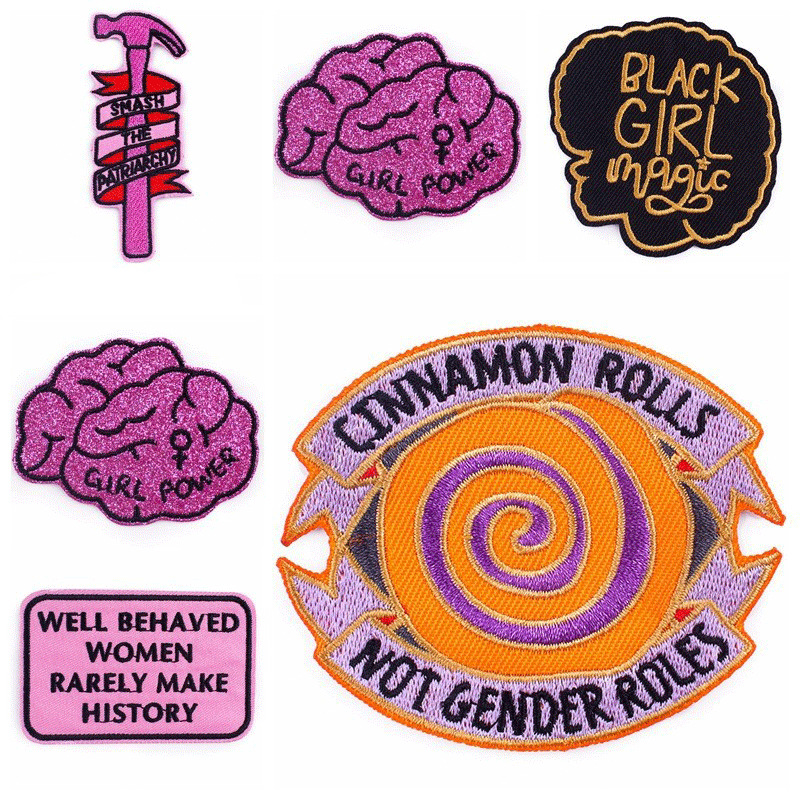 SMASH
THE
PATRIARCHY
GIRL POWER
BLACK
GIRL
magic
GIRL POWER
CINNAMON ROLLS
NOT GENDER ROLES
WELL BEHAVED
WOMEN
RARELY MAKE
HISTORY